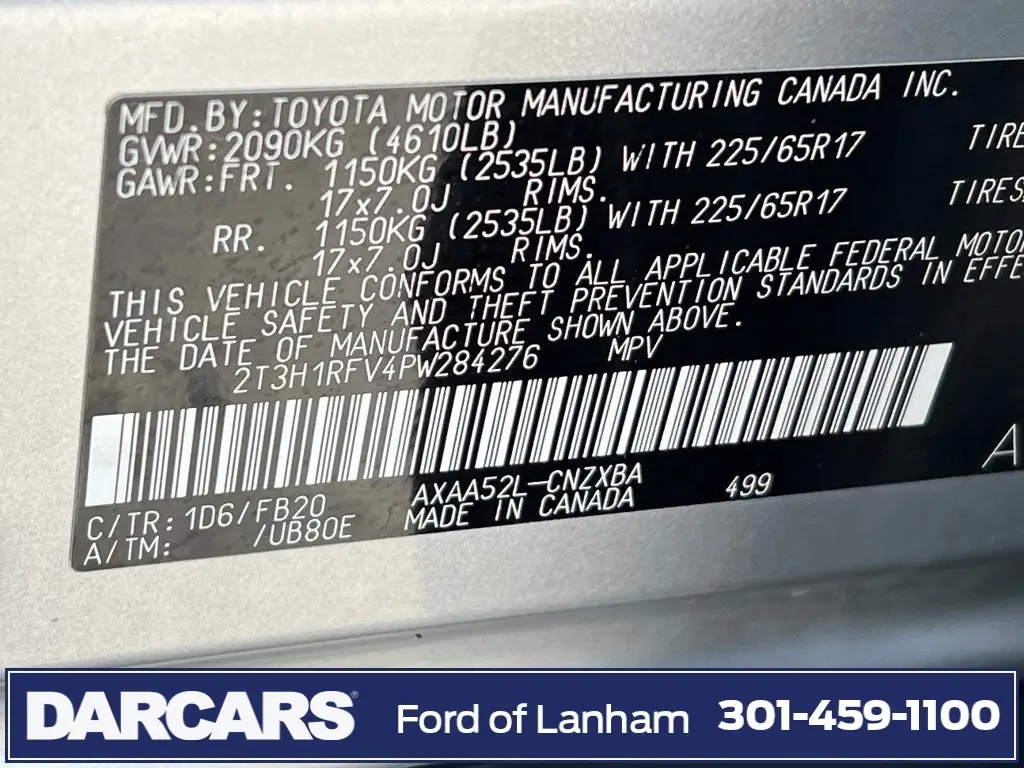 MFD.BY:TOYOTA MOTOR MANUFACTURING CANADA INC.
GVWR:2090KG (4610LB)
GAWR:FRT. 1150KG (2535LB) WITH 225/65R17 TIRE
17x7.0J RIMS.
RR. 1150KG (2535LB) WITH 225/65R17 TIRES
17x7.0J RIMS.
THIS VEHICLE CONFORMS TO ALL APPLICABLE FEDERAL MOTO
VEHICLE SAFETY AND THEFT PREVENTION STANDARDS IN EFFE
THE DATE OF MANUFACTURE SHOWN ABOVE.
2T3H1RFV4PW284276 MPV
C/TR:1D6/FB20 AXAA52L-CNZXBA 499 A
A/TM: /UB80E MADE IN CANADA
DARCARS® Ford of Lanham 301-459-1100